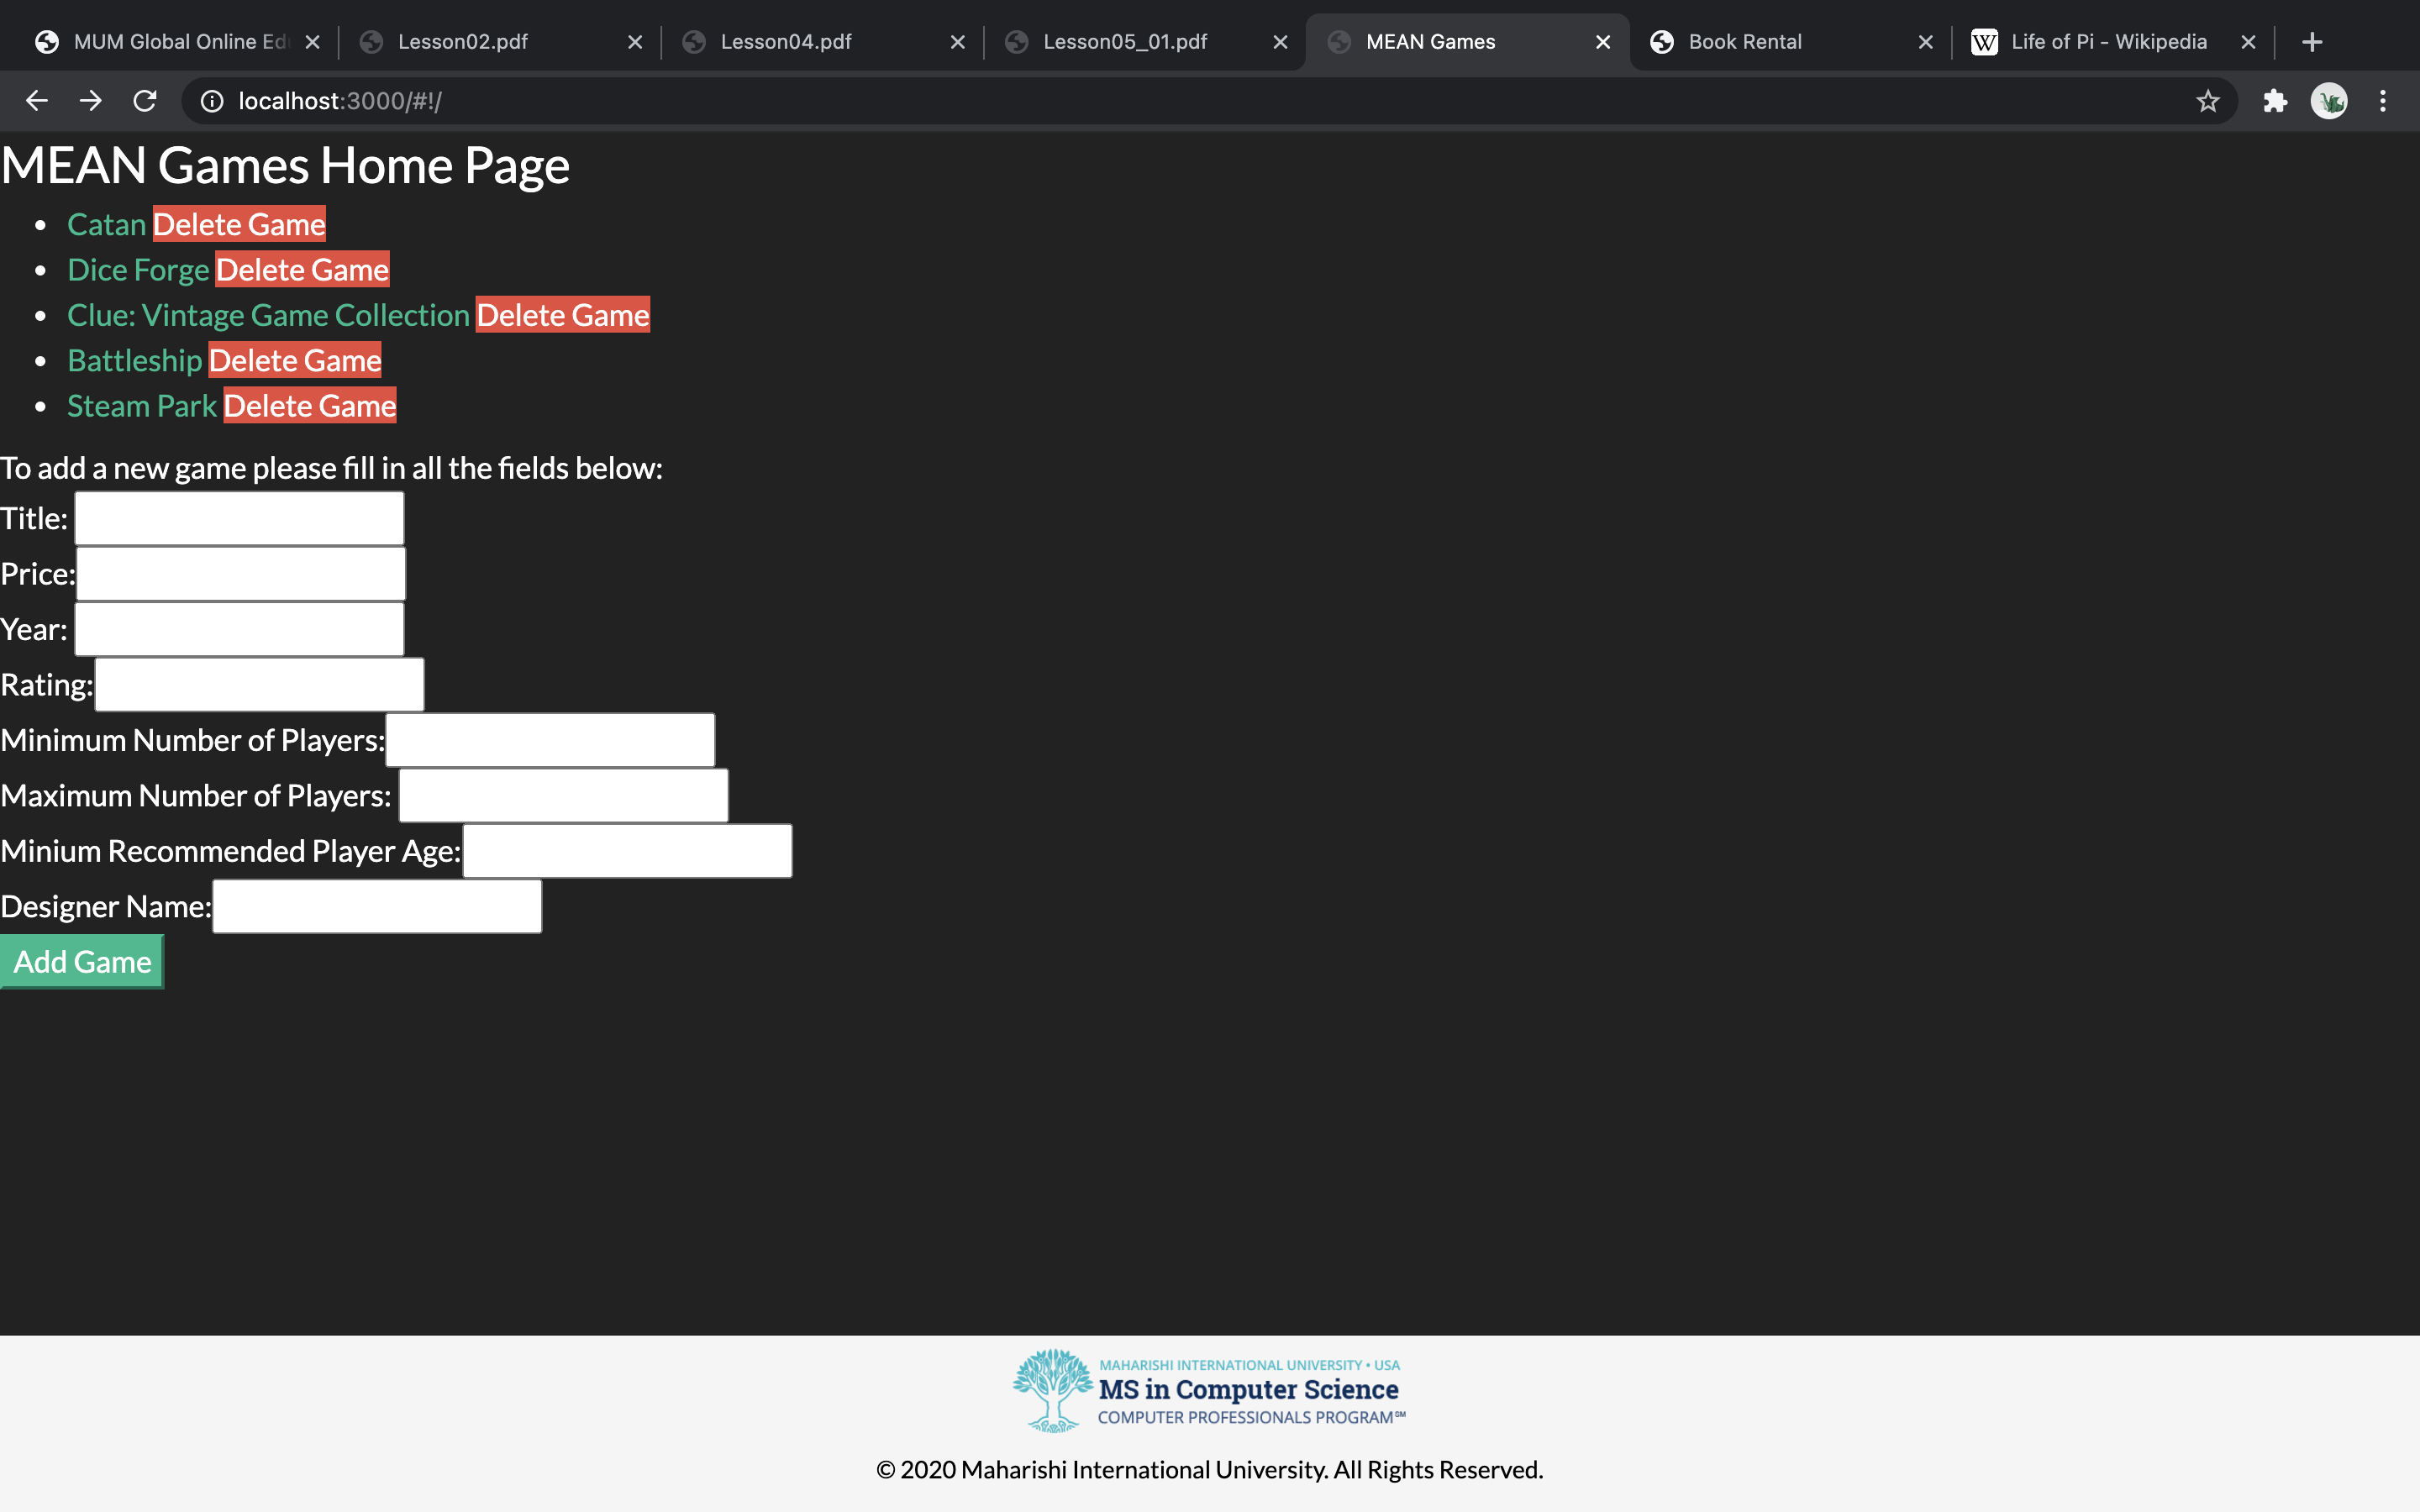 MUM Global Online Ed
Lesson02.pdf
Lesson04.pdf
Lesson05_01.pdf
MEAN Games
Book Rental
W Life of Pi - Wikipedia
localhost:3000/#!/
MEAN Games Home Page
Catan Delete Game
Dice Forge Delete Game
Clue: Vintage Game Collection Delete Game
Battleship Delete Game
Steam Park Delete Game
To add a new game please fill in all the fields below:
Title:
Price:
Year:
Rating:
Minimum Number of Players:
Maximum Number of Players:
Minium Recommended Player Age:
Designer Name:
Add Game
MAHARISHI INTERNATIONAL UNIVERSITY • USA
MS in Computer Science
COMPUTER PROFESSIONALS PROGRAM℠
© 2020 Maharishi International University. All Rights Reserved.